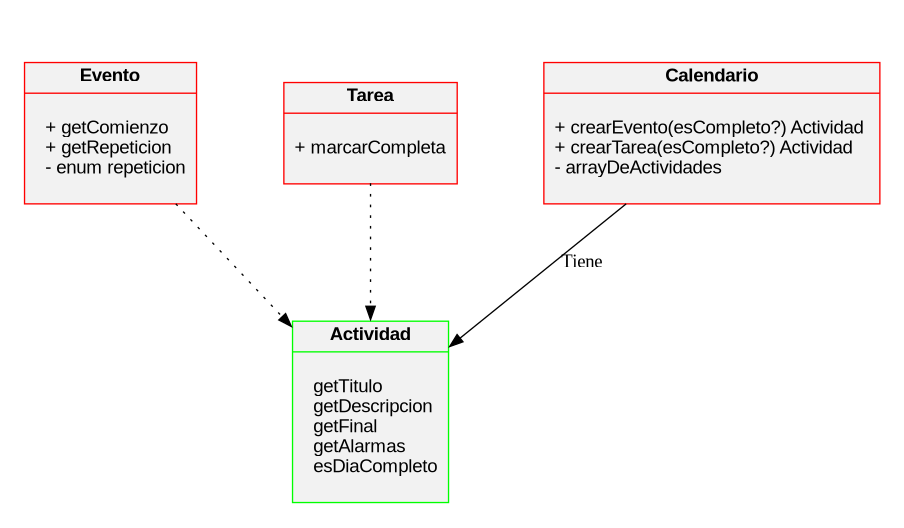 Evento
+ getComienzo
+ getRepeticion
- enum repeticion
Tarea
+ marcarCompleta
Calendario
+ crearEvento(esCompleto?) Actividad
+ crearTarea(esCompleto?) Actividad
- arrayDeActividades
Tiene
Actividad
getTitulo
getDescripcion
getFinal
getAlarmas
esDiaCompleto